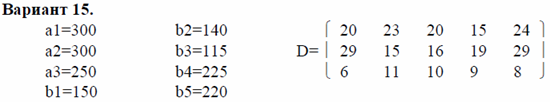 Вариант 15.
a1=300 b2=140 20 23 20 15 24
a2=300 b3=115 D= 29 15 16 19 29
a3=250 b4=225 6 11 10 9 8
b1=150 b5=220